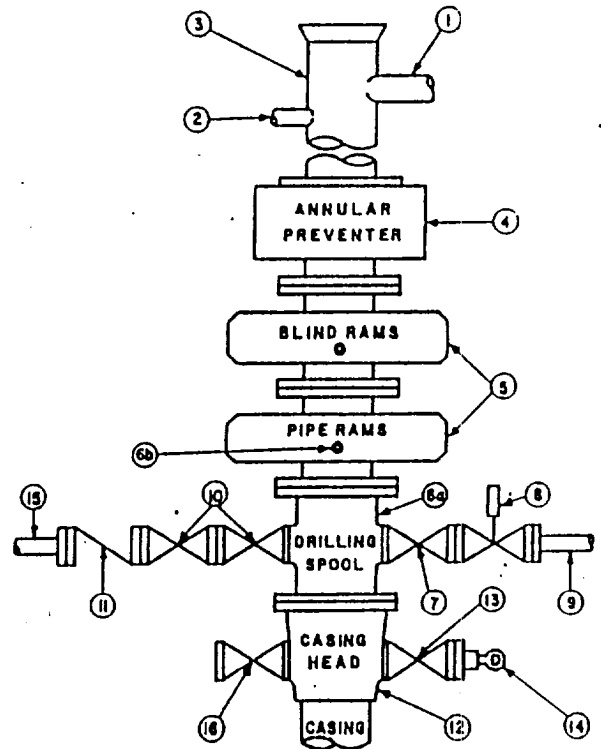 3
1
2
ANNULAR
PREVENTER
4
BLIND RAMS
5
PIPE RAMS
6b
15
10
6a
8
DRILLING
SPOOL
11
7
13
9
CASING
HEAD
16
12
14
CASING